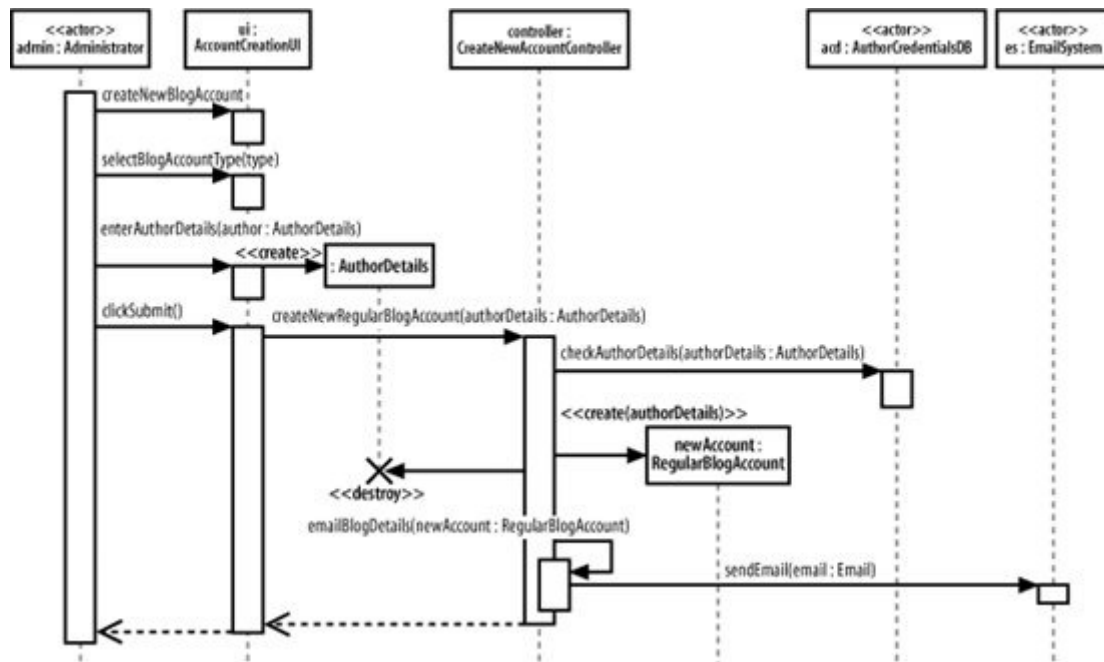 <<actor>>
admin : Administrator
ui :
AccountCreationUI
controller :
CreateNewAccountController
<<actor>>
acd : AuthorCredentialsDB
<<actor>>
es : EmailSystem
createNewBlogAccount
selectBlogAccountType(type)
enterAuthorDetails(author : AuthorDetails)
<<create>>
: AuthorDetails
clickSubmit()
createNewRegularBlogAccount(authorDetails : AuthorDetails)
checkAuthorDetails(authorDetails : AuthorDetails)
<<create(authorDetails)>>
newAccount :
RegularBlogAccount
<<destroy>>
emailBlogDetails(newAccount : RegularBlogAccount)
sendEmail(email : Email)